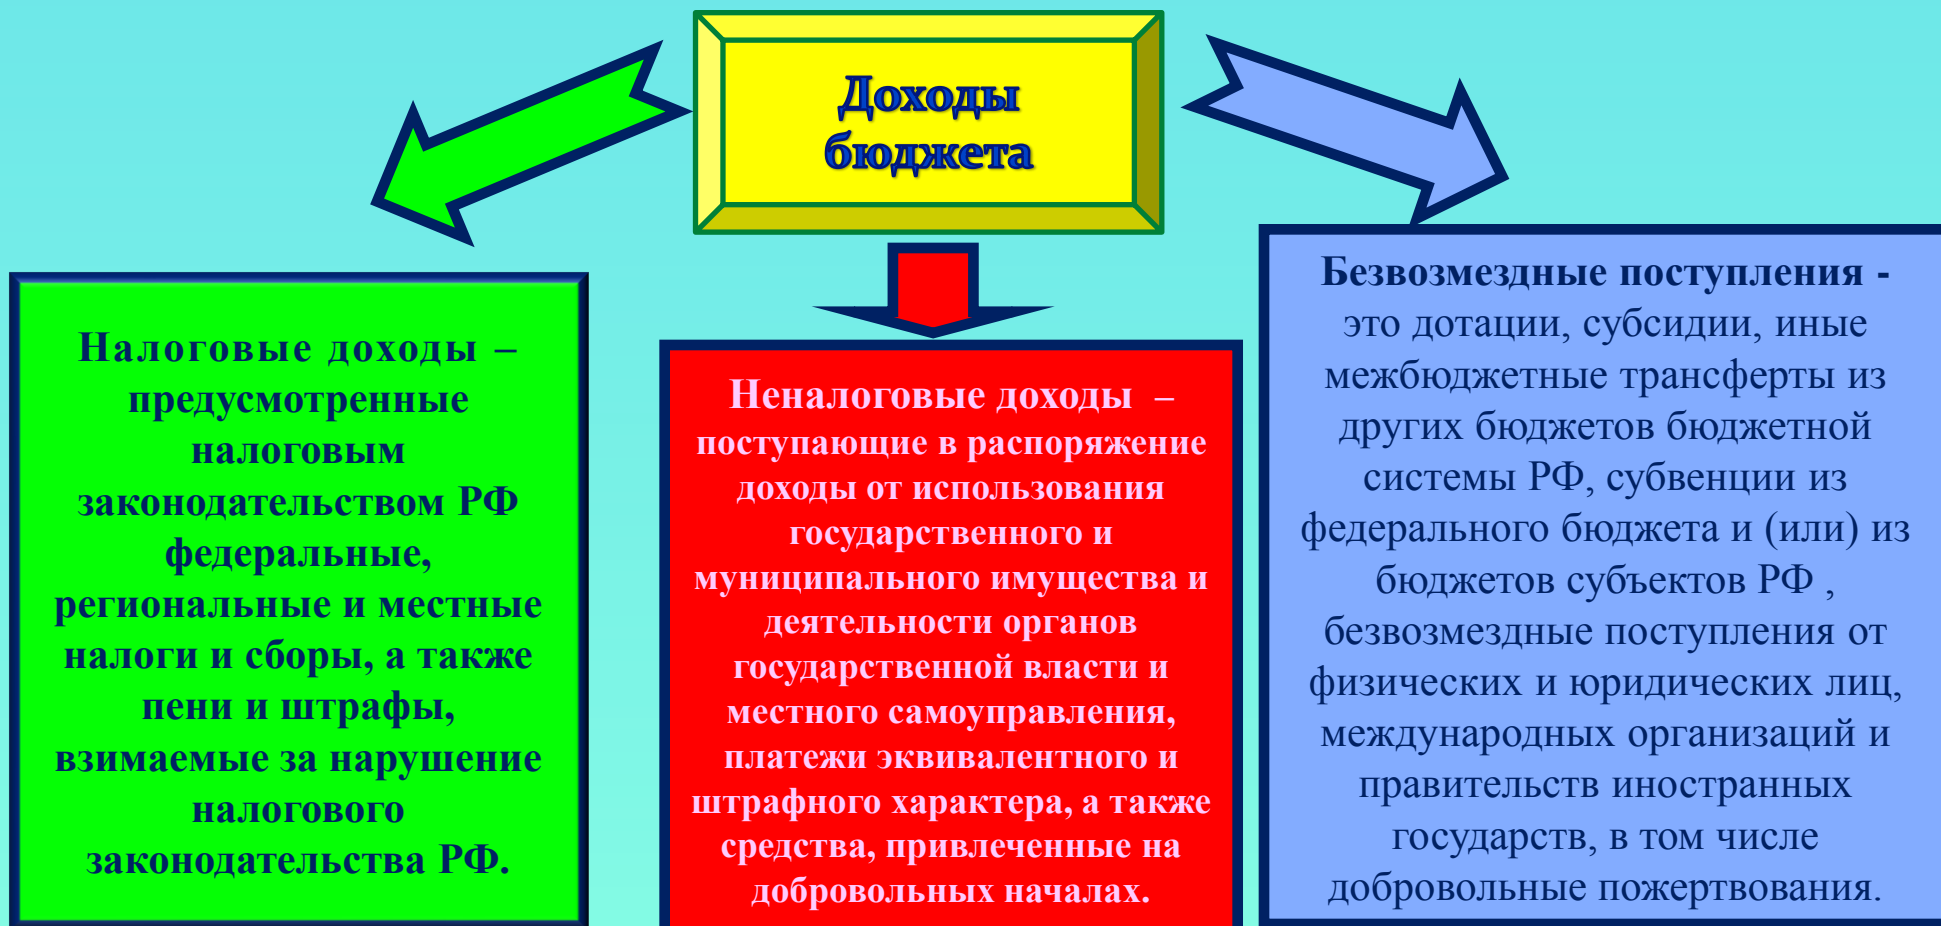 Доходы
бюджета
Налоговые доходы –
предусмотренные
налоговым
законодательством РФ
федеральные,
региональные и местные
налоги и сборы, а также
пени и штрафы,
взимаемые за нарушение
налогового
законодательства РФ.
Неналоговые доходы –
поступающие в распоряжение
доходы от использования
государственного и
муниципального имущества и
деятельности органов
государственной власти и
местного самоуправления,
платежи эквивалентного и
штрафного характера, а также
средства, привлеченные на
добровольных началах.
Безвозмездные поступления -
это дотации, субсидии, иные
межбюджетные трансферты из
других бюджетов бюджетной
системы РФ, субвенции из
федерального бюджета и (или) из
бюджетов субъектов РФ ,
безвозмездные поступления от
физических и юридических лиц,
международных организаций и
правительств иностранных
государств, в том числе
добровольные пожертвования.